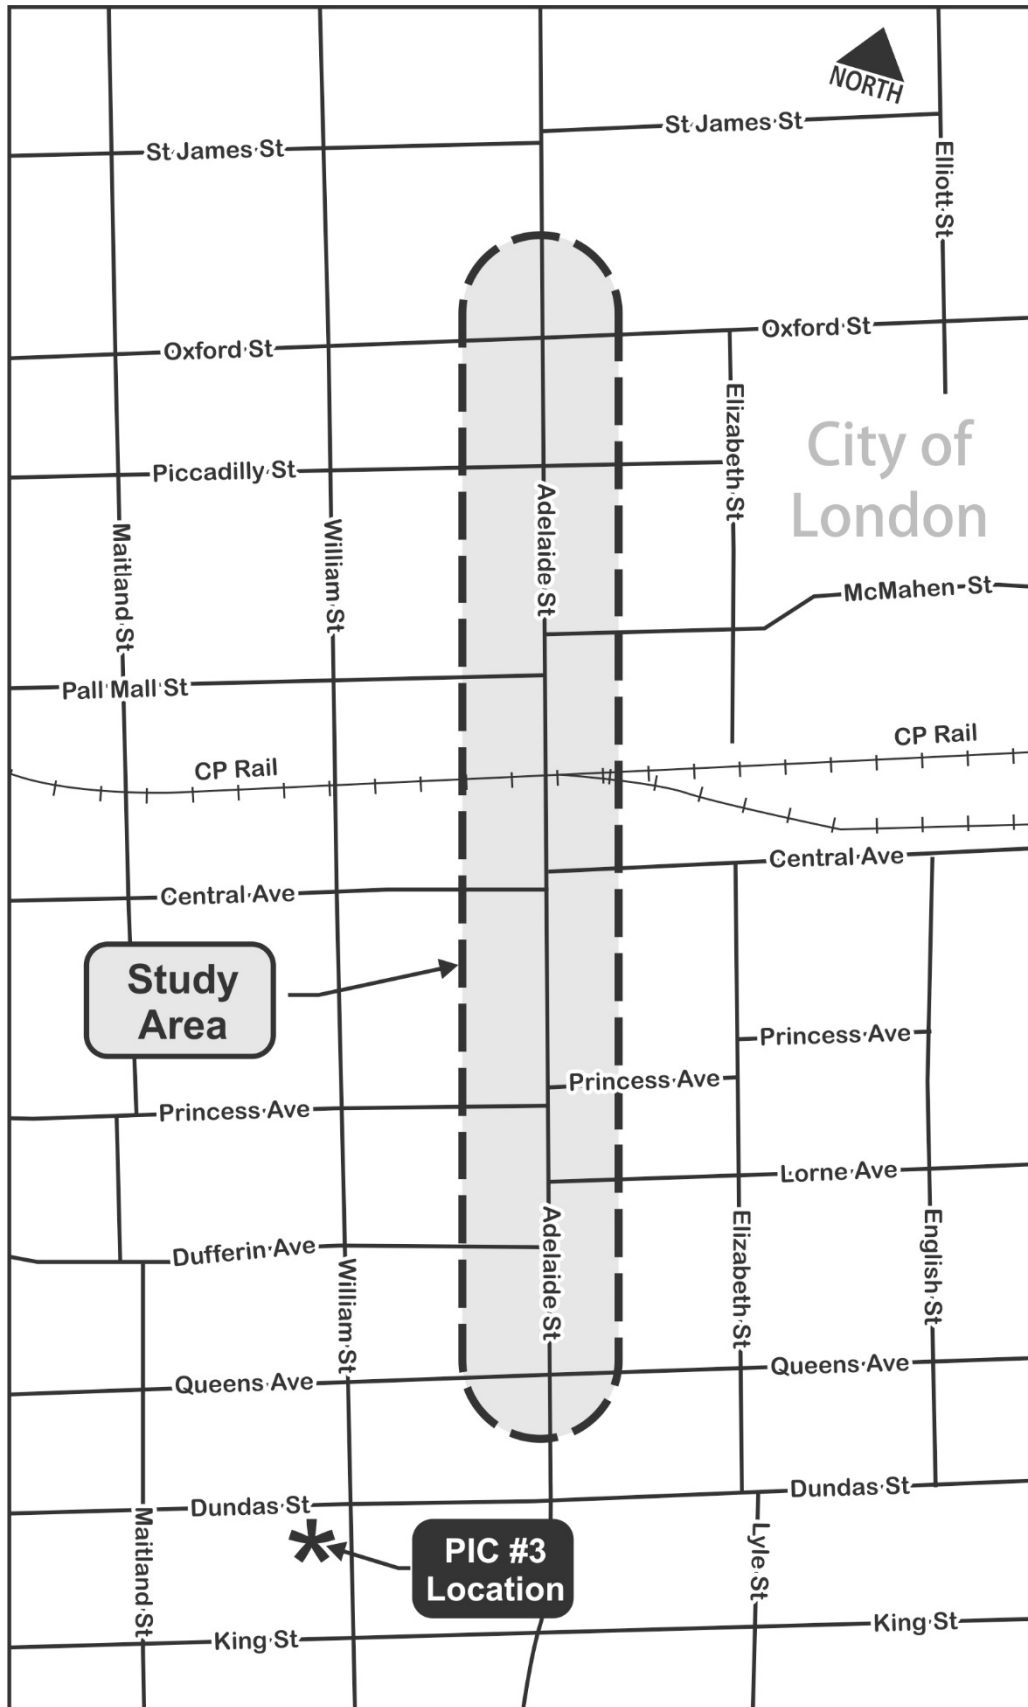 NORTH
St James St
St James St
Elliott St
Oxford St
Oxford St
Elizabeth St
City of
London
Piccadilly St
Adelaide St
Maitland St
William St
McMahen St
Pall Mall St
CP Rail
CP Rail
Central Ave
Central Ave
Study
Area
Princess Ave
Princess Ave
Princess Ave
Lorne Ave
Adelaide St
Elizabeth St
English St
Dufferin Ave
William St
Queens Ave
Queens Ave
Dundas St
Dundas St
Maitland St
PIC #3
Location
Lyle St
King St
King St